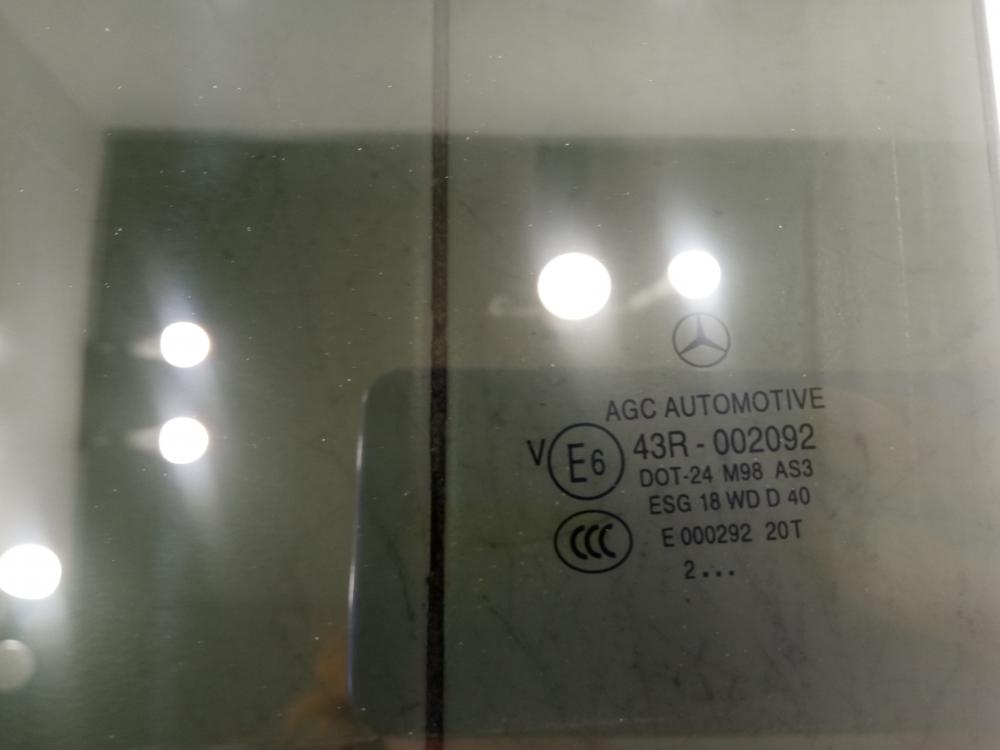 AGC AUTOMOTIVE
V E6 43R - 002092
DOT-24 M98 AS3
ESG 18 WD D 40
CCC E 000292 20T
2...